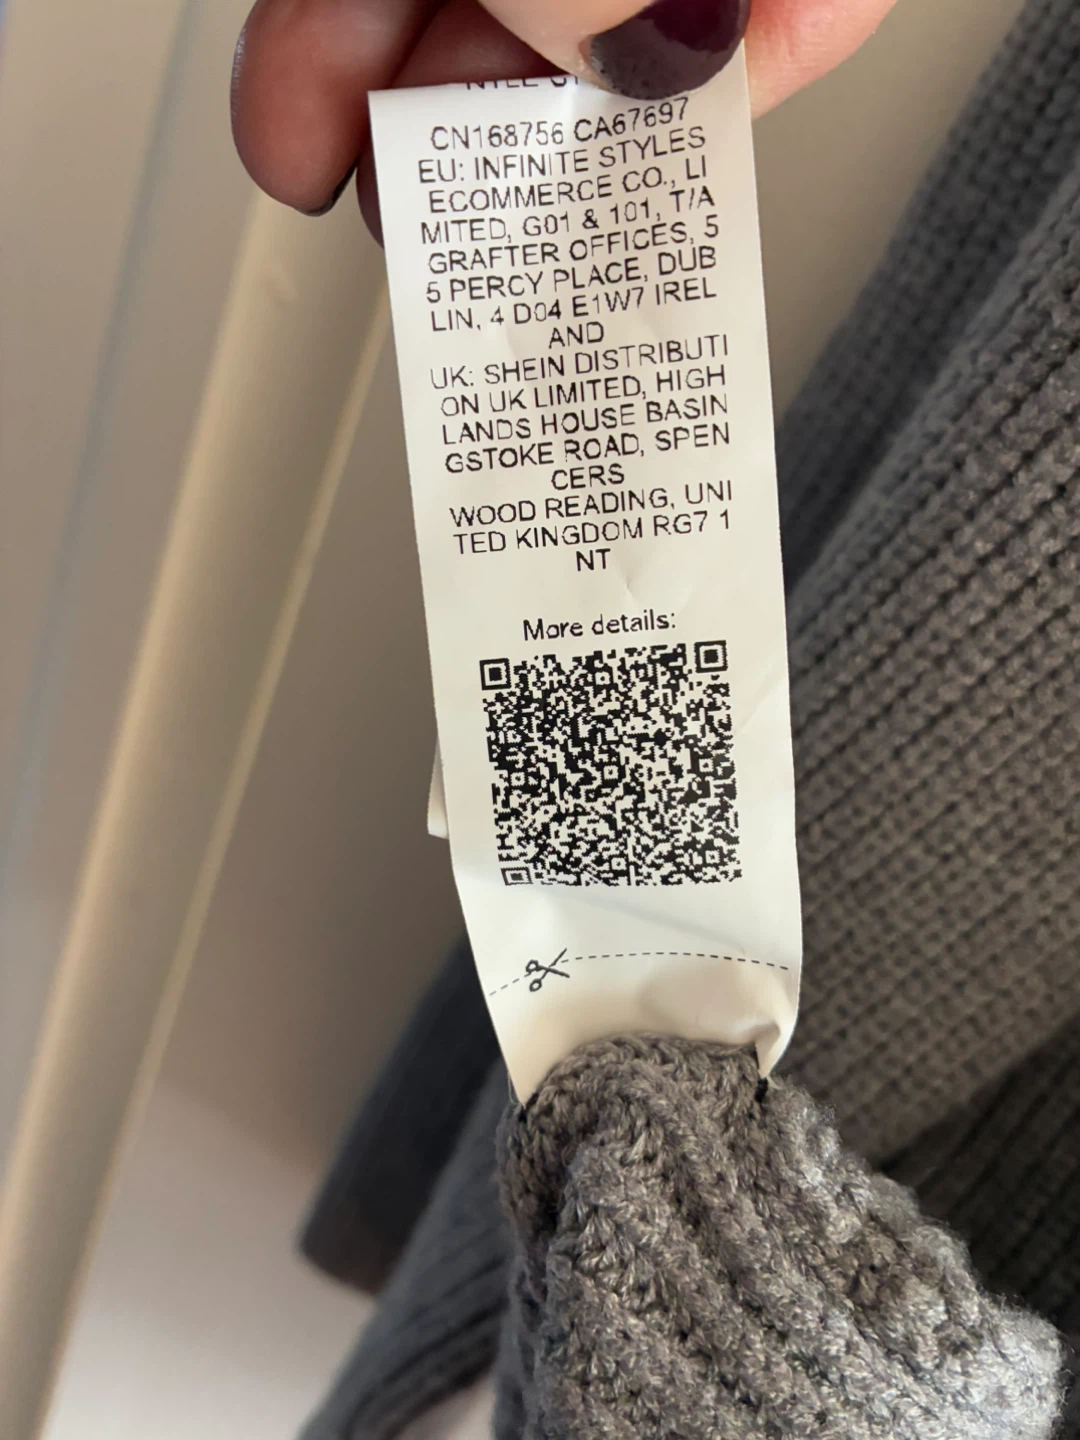 CN168756 CA67697
EU: INFINITE STYLES
ECOMMERCE CO., LI
MITED, G01 & 101, T/A
GRAFTER OFFICES, 5
5 PERCY PLACE, DUB
LIN, 4 D04 E1W7 IREL
AND
UK: SHEIN DISTRIBUTI
ON UK LIMITED, HIGH
LANDS HOUSE BASIN
GSTOKE ROAD, SPEN
CERS
WOOD READING, UNI
TED KINGDOM RG7 1
NT
More details: